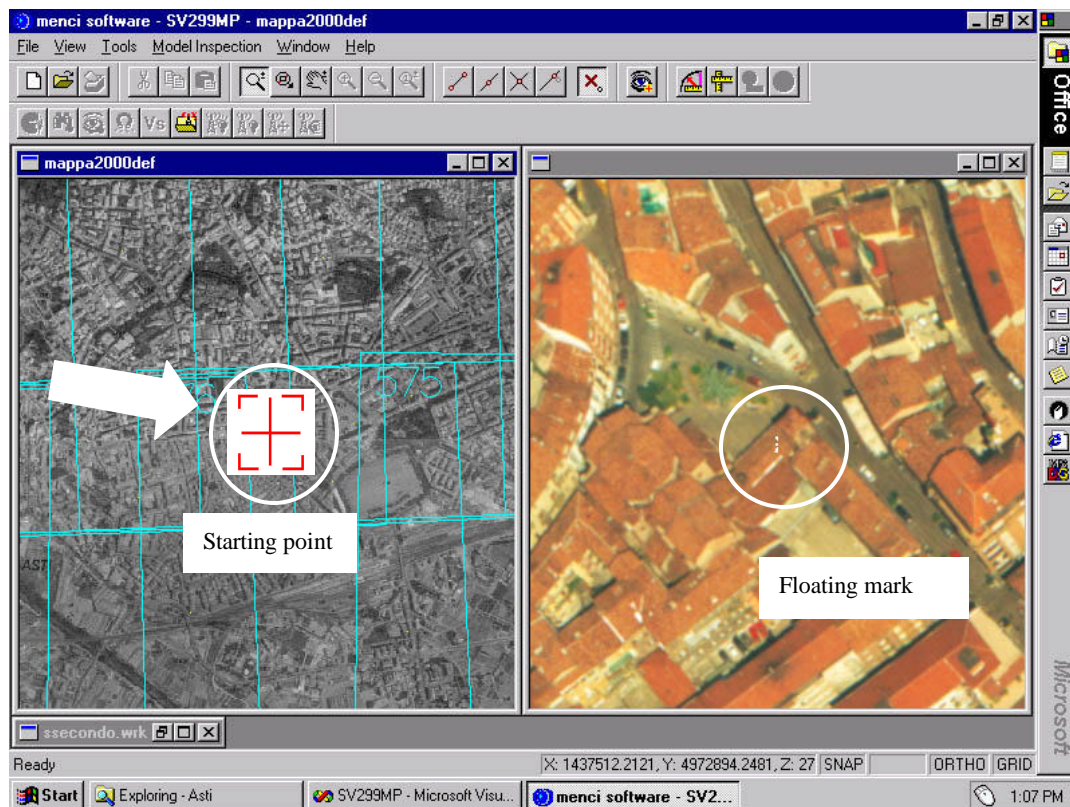 menci software - SV299MP - mappa2000def
File View Tools Model Inspection Window Help
Office
Vs
mappa2000def
575
Starting point
Floating mark
AST
Microsoft
ssecondo.wrk
Ready
X: 1437512.2121, Y: 4972894.2481, Z: 27 SNAP ORTHO GRID
Start Exploring - Asti SV299MP - Microsoft Visu... menci software - SV2... 1:07 PM